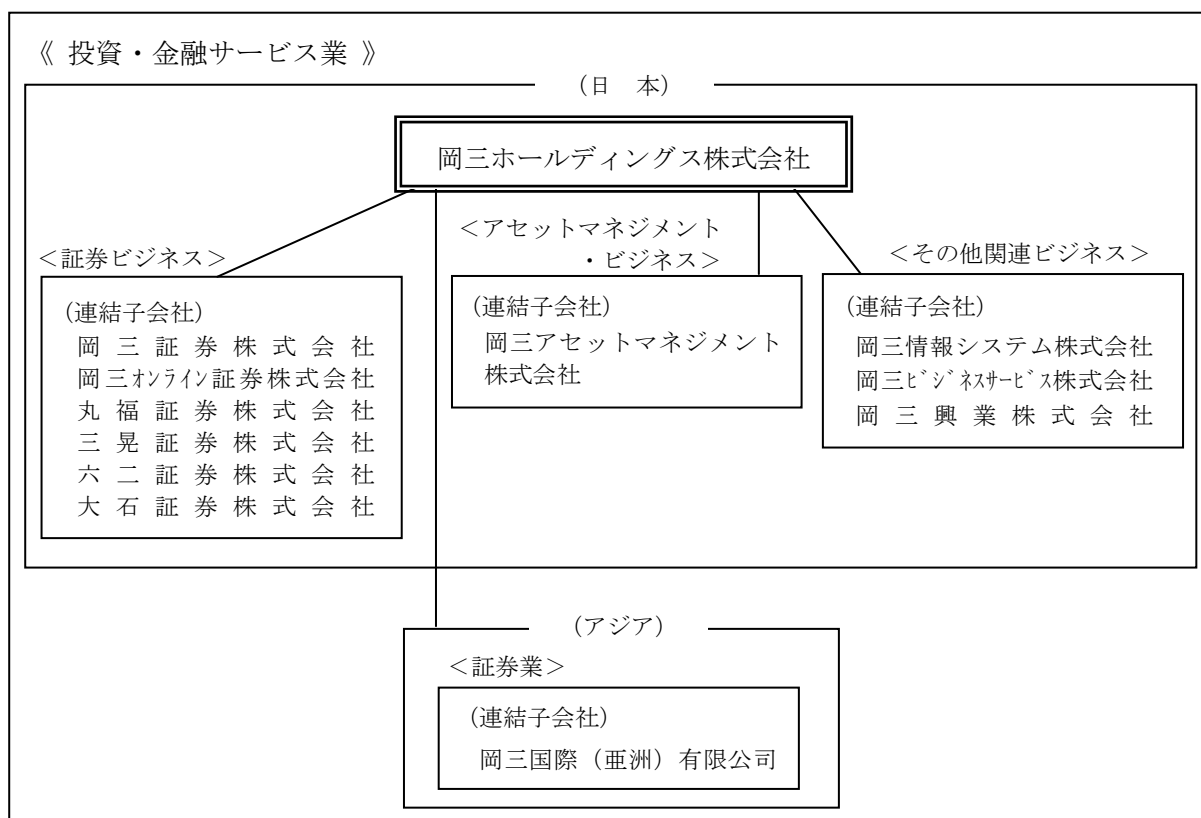 《 投資・金融サービス業 》
(日 本)
岡三ホールディングス株式会社
<証券ビジネス>
(連結子会社)
岡三証券株式会社
岡三ｵﾝﾗｲﾝ証券株式会社
丸福証券株式会社
三晃証券株式会社
六二証券株式会社
大石証券株式会社
<アセットマネジメント
・ビジネス>
(連結子会社)
岡三アセットマネジメント
株式会社
<その他関連ビジネス>
(連結子会社)
岡三情報システム株式会社
岡三ﾋﾞｼﾞﾈｽｻｰﾋﾞｽ株式会社
岡三興業株式会社
(アジア)
<証券業>
(連結子会社)
岡三国際（亜洲）有限公司